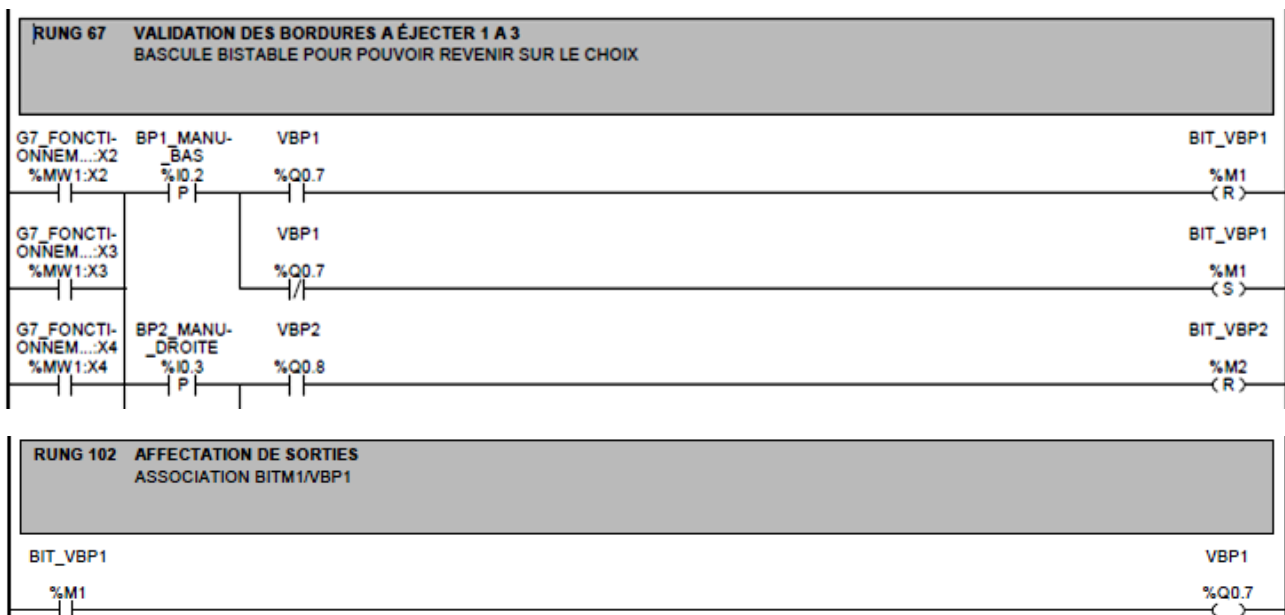 RUNG 67 VALIDATION DES BORDURES A ÉJECTER 1 A 3
BASCULE BISTABLE POUR POUVOIR REVENIR SUR LE CHOIX
G7_FONCTI- BP1_MANU- VBP1 BIT_VBP1
ONNEM...:X2 _BAS
%MW1:X2 %I0.2 %Q0.7 %M1
P R
G7_FONCTI- VBP1 BIT_VBP1
ONNEM...:X3
%MW1:X3 %Q0.7 %M1
/ S
G7_FONCTI- BP2_MANU- VBP2 BIT_VBP2
ONNEM...:X4 _DROITE
%MW1:X4 %I0.3 %Q0.8 %M2
P R
RUNG 102 AFFECTATION DE SORTIES
ASSOCIATION BITM1/VBP1
BIT_VBP1 VBP1
%M1 %Q0.7